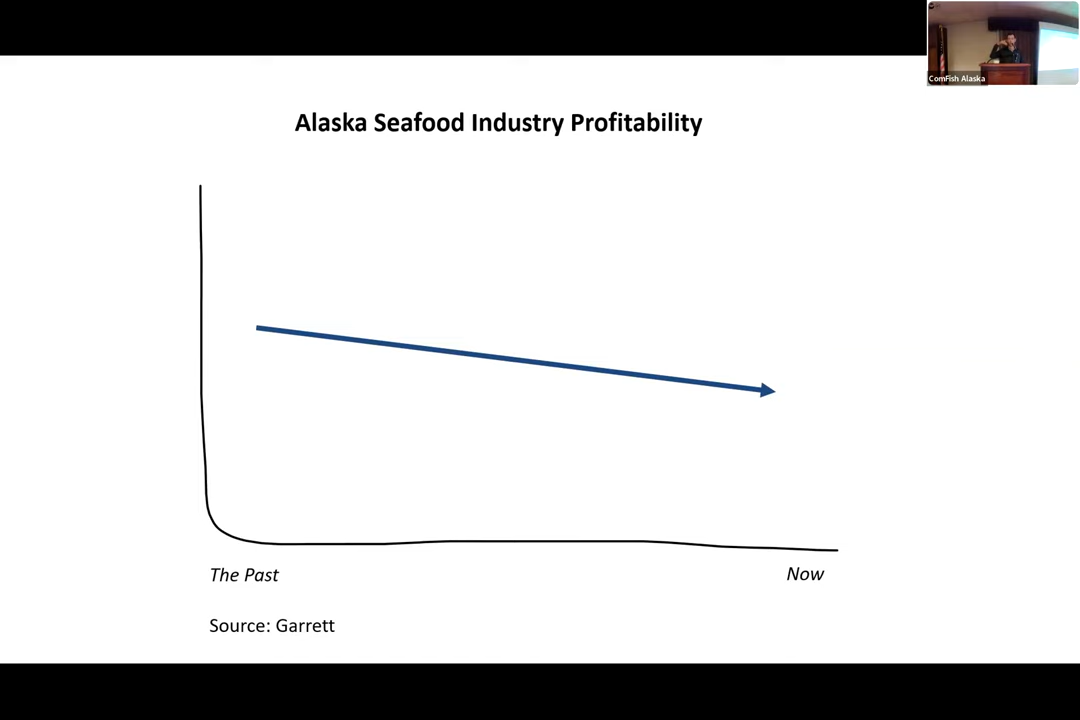 ComFish Alaska
Alaska Seafood Industry Profitability
The Past
Now
Source: Garrett